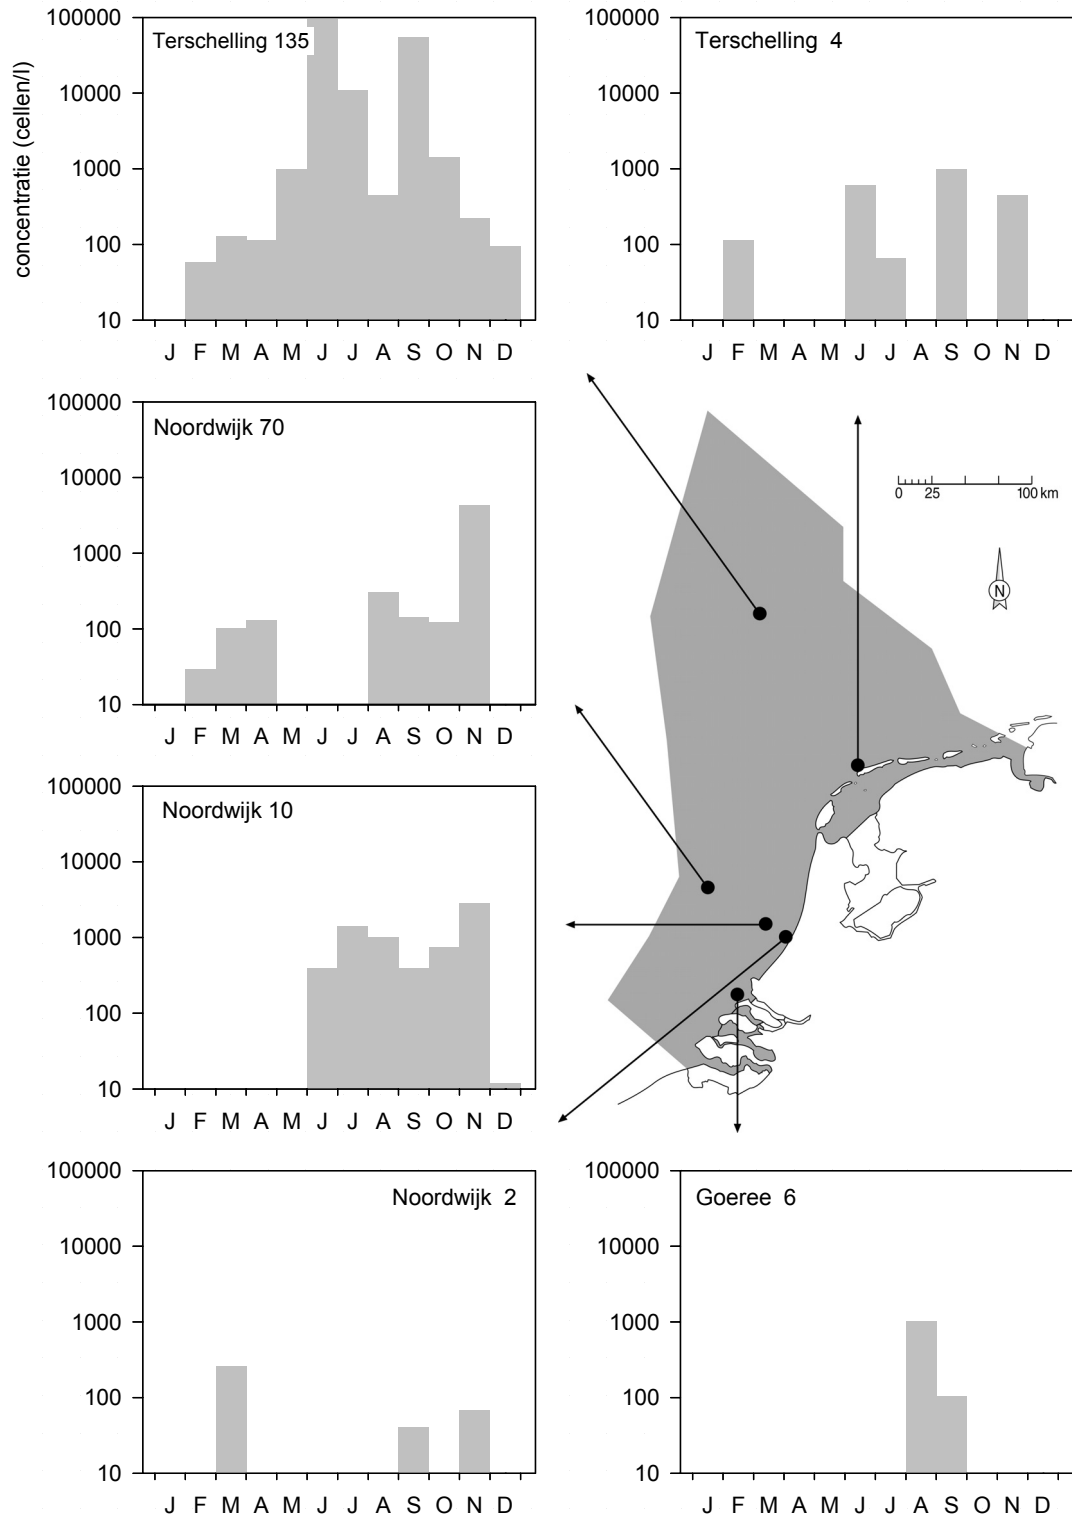 concentratie (cellen/l)
Terschelling 135
100000
10000
1000
100
10
J F M A M J J A S O N D
Terschelling 4
100000
10000
1000
100
10
J F M A M J J A S O N D
Noordwijk 70
100000
10000
1000
100
10
J F M A M J J A S O N D
0 25 100 km
N
Noordwijk 10
100000
10000
1000
100
10
J F M A M J J A S O N D
Noordwijk 2
100000
10000
1000
100
10
J F M A M J J A S O N D
Goeree 6
100000
10000
1000
100
10
J F M A M J J A S O N D